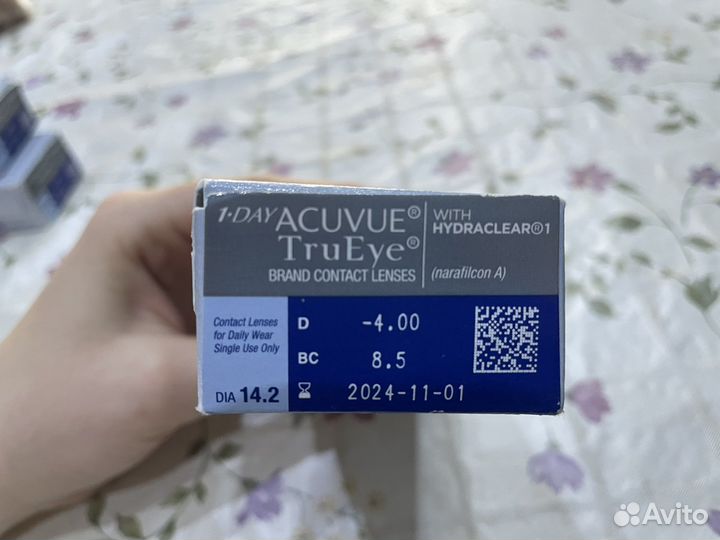 1·DAY ACUVUE® TruEye®
BRAND CONTACT LENSES
WITH
HYDRACLEAR®1
(narafilcon A)
Contact Lenses
for Daily Wear
Single Use Only
DIA 14.2
D -4.00
BC 8.5
2024-11-01
Avito